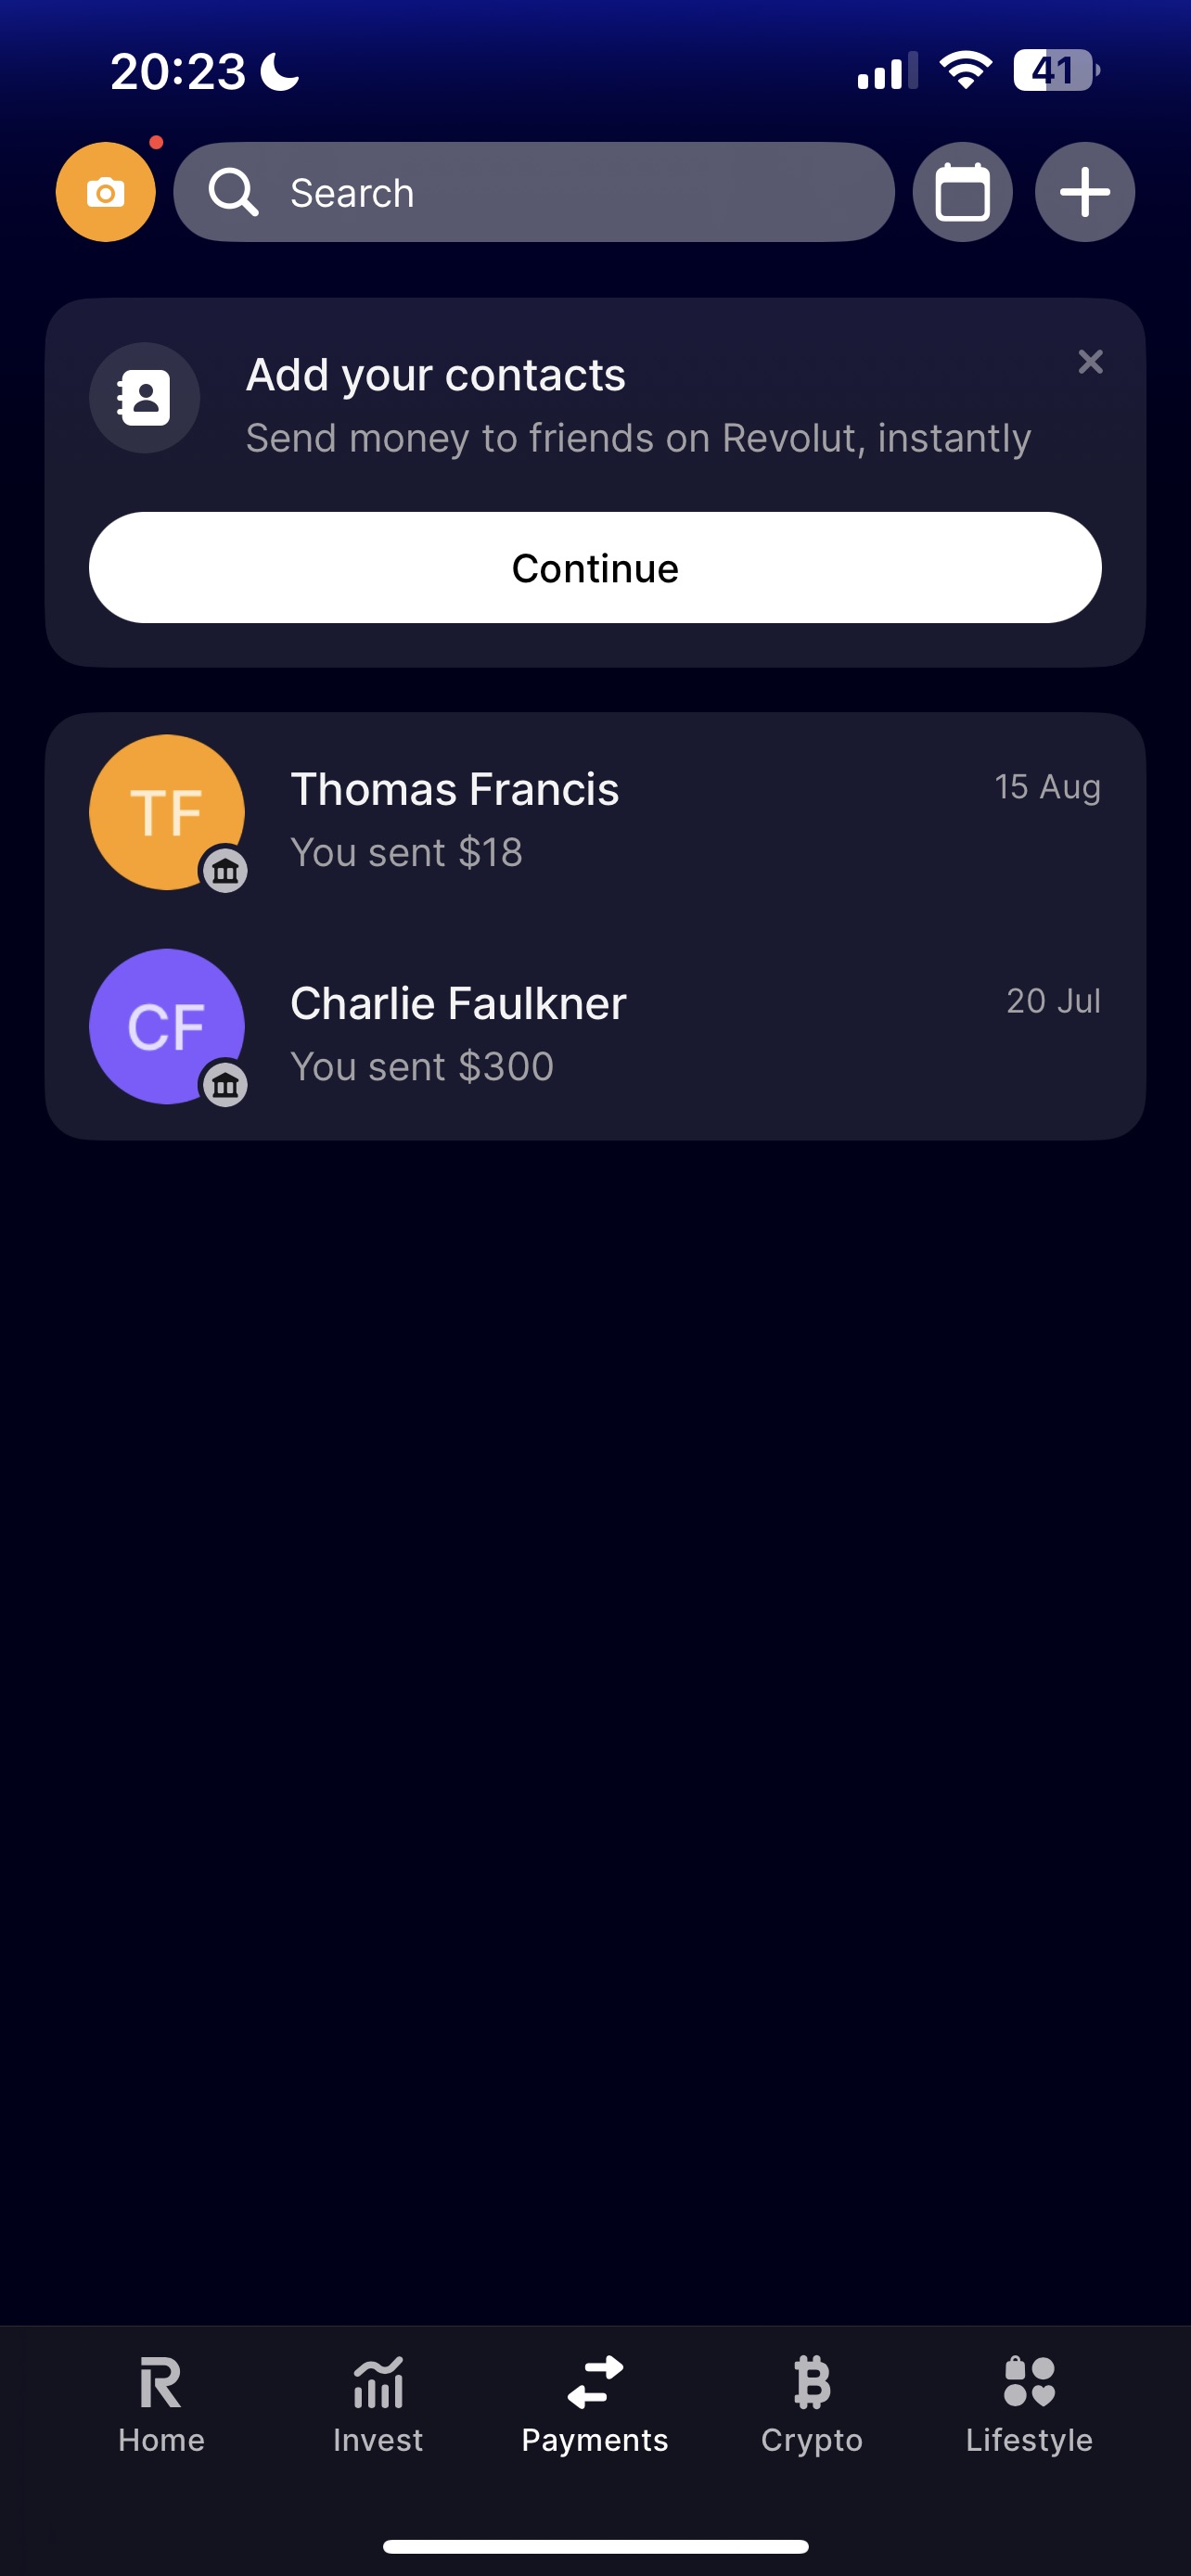 20:23
41
Search
Add your contacts
Send money to friends on Revolut, instantly
Continue
TF
Thomas Francis
15 Aug
You sent $18
CF
Charlie Faulkner
20 Jul
You sent $300
Home
Invest
Payments
Crypto
Lifestyle